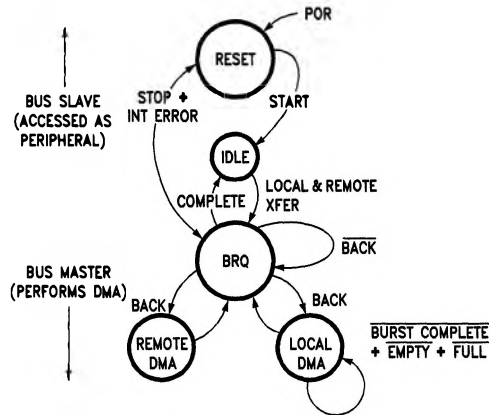 POR
RESET
BUS SLAVE
(ACCESSED AS
PERIPHERAL)
STOP +
INT ERROR
START
IDLE
COMPLETE
LOCAL & REMOTE
XFER
BRQ
BACK
BUS MASTER
(PERFORMS DMA)
BACK
BACK
REMOTE
DMA
LOCAL
DMA
BURST COMPLETE
+ EMPTY + FULL